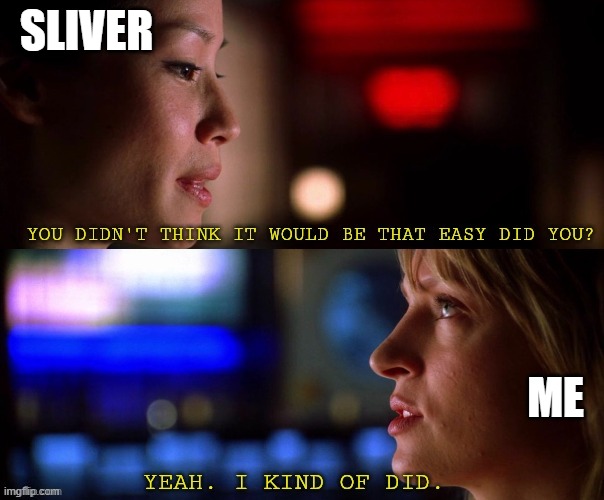 SLIVER
YOU DIDN'T THINK IT WOULD BE THAT EASY DID YOU?
ME
YEAH. I KIND OF DID.
imgflip.com